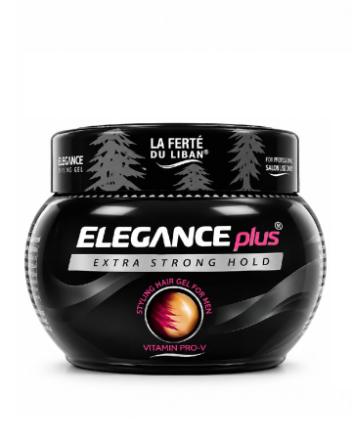 LA FERTÉ
DU LIBAN®
ELEGANCE
STYLING GEL
FOR PROFESSIONAL
SALON USE ONLY
ELEGANCE plus®
EXTRA STRONG HOLD
STYLING HAIR GEL FOR MEN
VITAMIN PRO-V